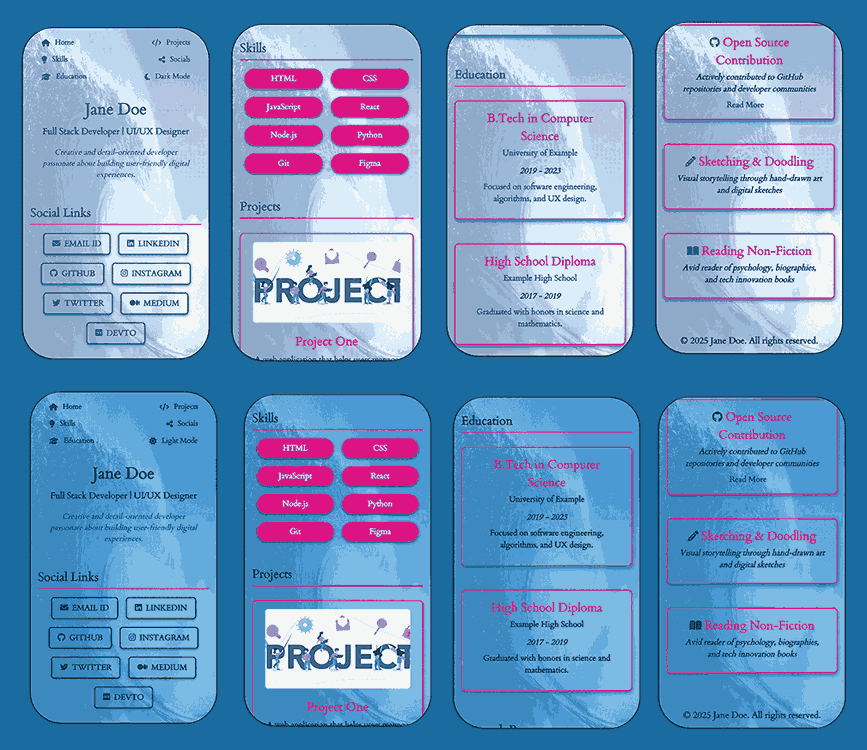 Home
Projects
Skills
Socials
Education
Dark Mode
Jane Doe
Full Stack Developer | UI/UX Designer
Creative and detail-oriented developer
passionate about building user-friendly digital
experiences.
Social Links
EMAIL ID
LINKEDIN
GITHUB
INSTAGRAM
TWITTER
MEDIUM
DEVTO
Skills
HTML
CSS
JavaScript
React
Node.js
Python
Git
Figma
Projects
PROJECT
Project One
A web application that helps users manage
Education
B.Tech in Computer
Science
University of Example
2019 - 2023
Focused on software engineering,
algorithms, and UX design.
High School Diploma
Example High School
2017 - 2019
Graduated with honors in science and
mathematics.
Open Source
Contribution
Actively contributed to GitHub
repositories and developer communities
Read More
Sketching & Doodling
Visual storytelling through hand-drawn art
and digital sketches
Reading Non-Fiction
Avid reader of psychology, biographies,
and tech innovation books
© 2025 Jane Doe. All rights reserved.
Home
Projects
Skills
Socials
Education
Light Mode
Jane Doe
Full Stack Developer | UI/UX Designer
Creative and detail-oriented developer
passionate about building user-friendly digital
experiences.
Social Links
EMAIL ID
LINKEDIN
GITHUB
INSTAGRAM
TWITTER
MEDIUM
DEVTO
Skills
HTML
CSS
JavaScript
React
Node.js
Python
Git
Figma
Projects
PROJECT
Project One
A web application that helps users manage
Education
B.Tech in Computer
Science
University of Example
2019 - 2023
Focused on software engineering,
algorithms, and UX design.
High School Diploma
Example High School
2017 - 2019
Graduated with honors in science and
mathematics.
Open Source
Contribution
Actively contributed to GitHub
repositories and developer communities
Read More
Sketching & Doodling
Visual storytelling through hand-drawn art
and digital sketches
Reading Non-Fiction
Avid reader of psychology, biographies,
and tech innovation books
© 2025 Jane Doe. All rights reserved.